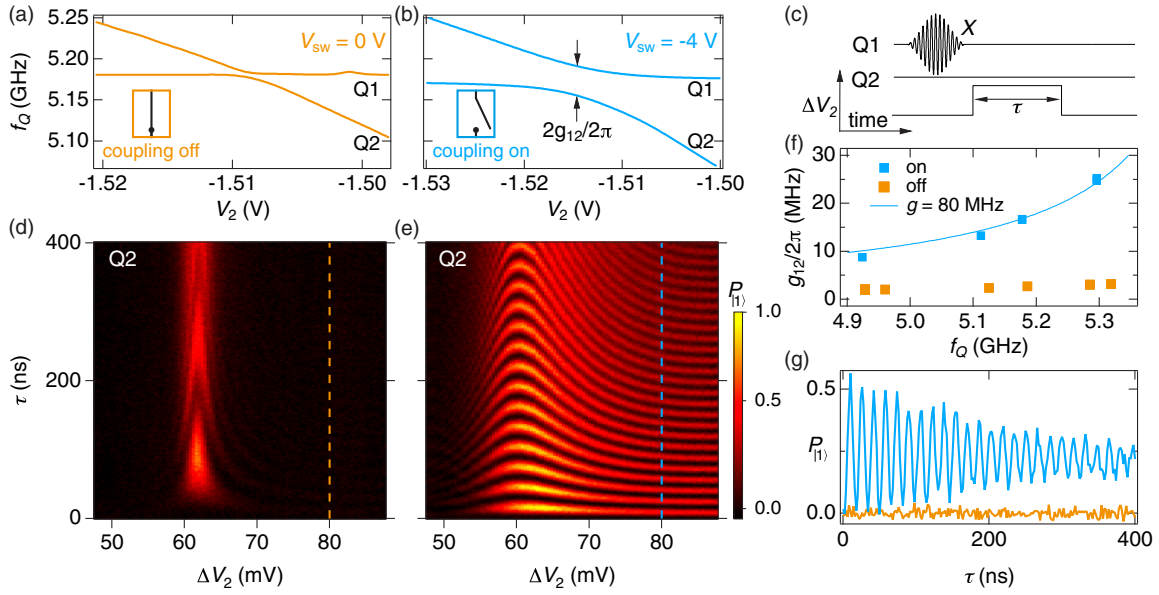 (a)
5.25
5.20
5.15
5.10
f_Q (GHz)
V_sw = 0 V
Q1
Q2
coupling off
-1.52
-1.51
-1.50
V_2 (V)
(b)
V_sw = -4 V
Q1
2g_12/2π
Q2
coupling on
-1.53
-1.52
-1.51
-1.50
V_2 (V)
(c)
Q1
X
Q2
ΔV_2
τ
time
(d)
400
200
0
τ (ns)
Q2
50
60
70
80
ΔV_2 (mV)
(e)
Q2
50
60
70
80
ΔV_2 (mV)
P_|1⟩
1.0
0.5
0.0
(f)
30
20
10
0
g_12/2π (MHz)
on
off
g = 80 MHz
4.9
5.0
5.1
5.2
5.3
f_Q (GHz)
(g)
0.5
P_|1⟩
0.0
0
200
400
τ (ns)